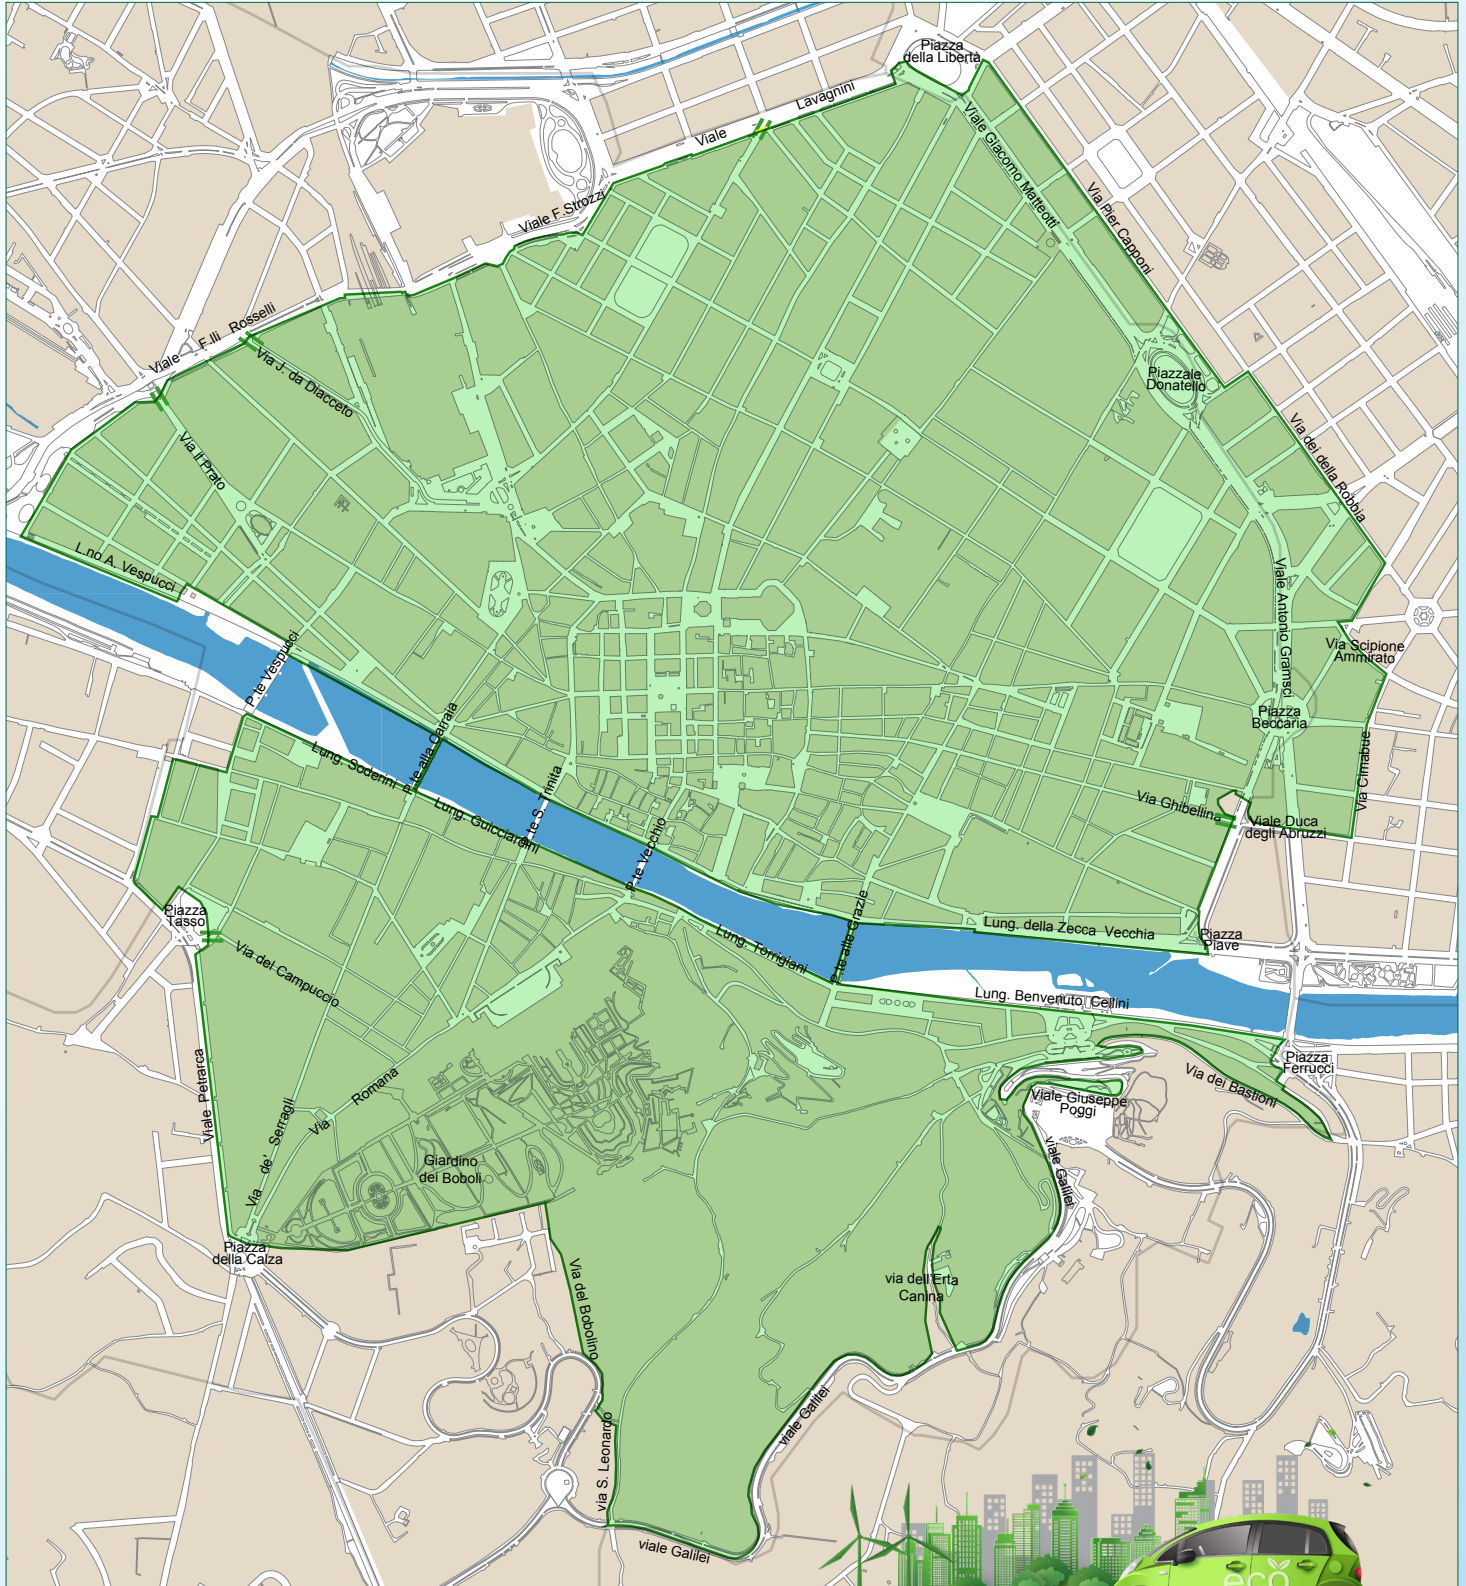 Piazza
della Libertà
Viale
Lavagnini
Viale Giacomo Matteotti
Viale F.Strozzi
Via Pier Capponi
Viale F.lli Rosselli
Via J. da Diacceto
Piazzale
Donatello
Via Il Prato
Via dei della Robbia
L.no A. Vespucci
Viale Antonio Gramsci
P.te Vespucci
Via Scipione
Ammirato
Piazza
Beccaria
P.te alla Carraia
Lung. Soderini
Via Cimabue
P.te S. Trinita
Lung. Guicciardini
Via Ghibellina
Viale Duca
degli Abruzzi
P.te Vecchio
Piazza
Tasso
P.te alle Grazie
Lung. Torrigiani
Lung. della Zecca Vecchia
Piazza
Piave
Via del Campuccio
Lung. Benvenuto Cellini
Piazza
Ferrucci
Via dei Bastioni
Viale Giuseppe
Poggi
Viale Petrarca
Via Romana
Via de' Serragli
viale Galilei
Giardino
dei Boboli
Piazza
della Calza
via dell'Erta
Canina
Via del Bobolino
viale Galilei
via S. Leonardo
viale Galilei
eco